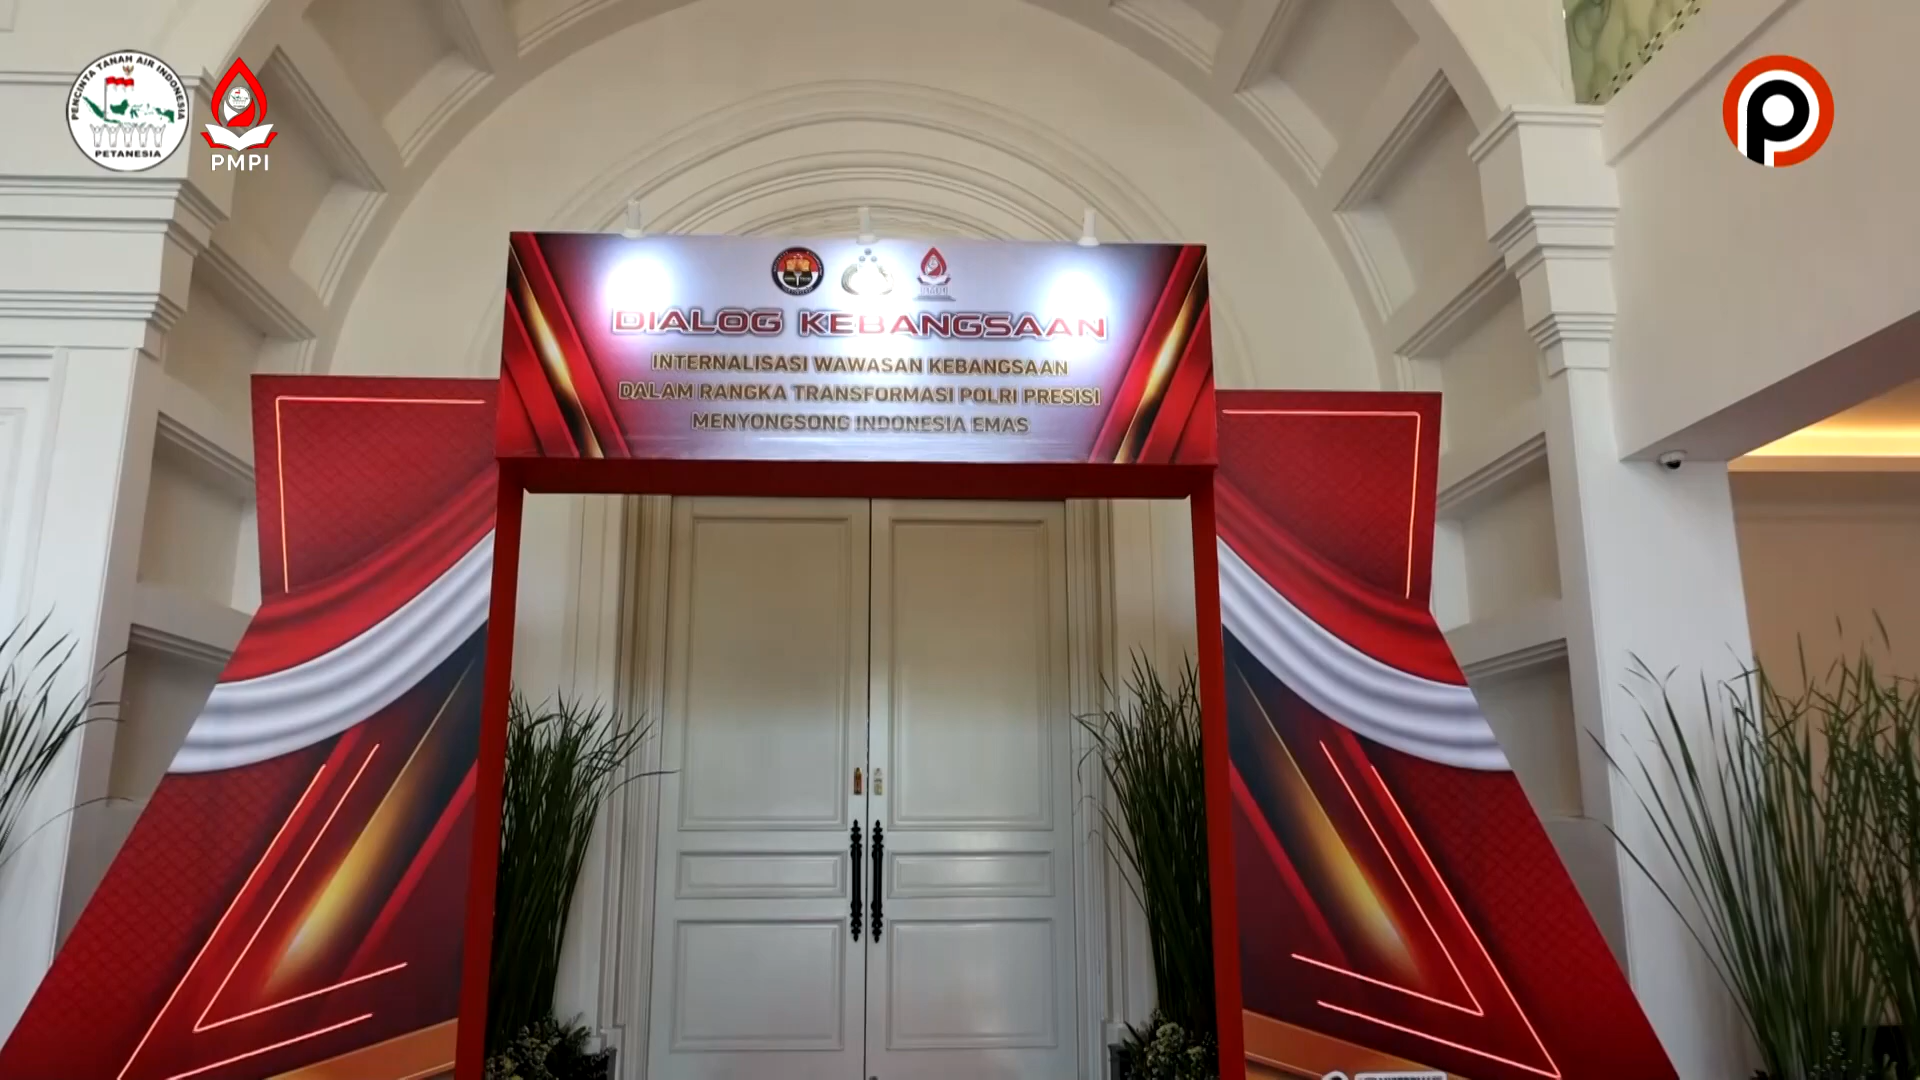 PENCINTA TANAH AIR INDONESIA
PETANESIA
PMPI
DIALOG KEBANGSAAN
INTERNALISASI WAWASAN KEBANGSAAN
DALAM RANGKA TRANSFORMASI POLRI PRESISI
MENYONGSONG INDONESIA EMAS